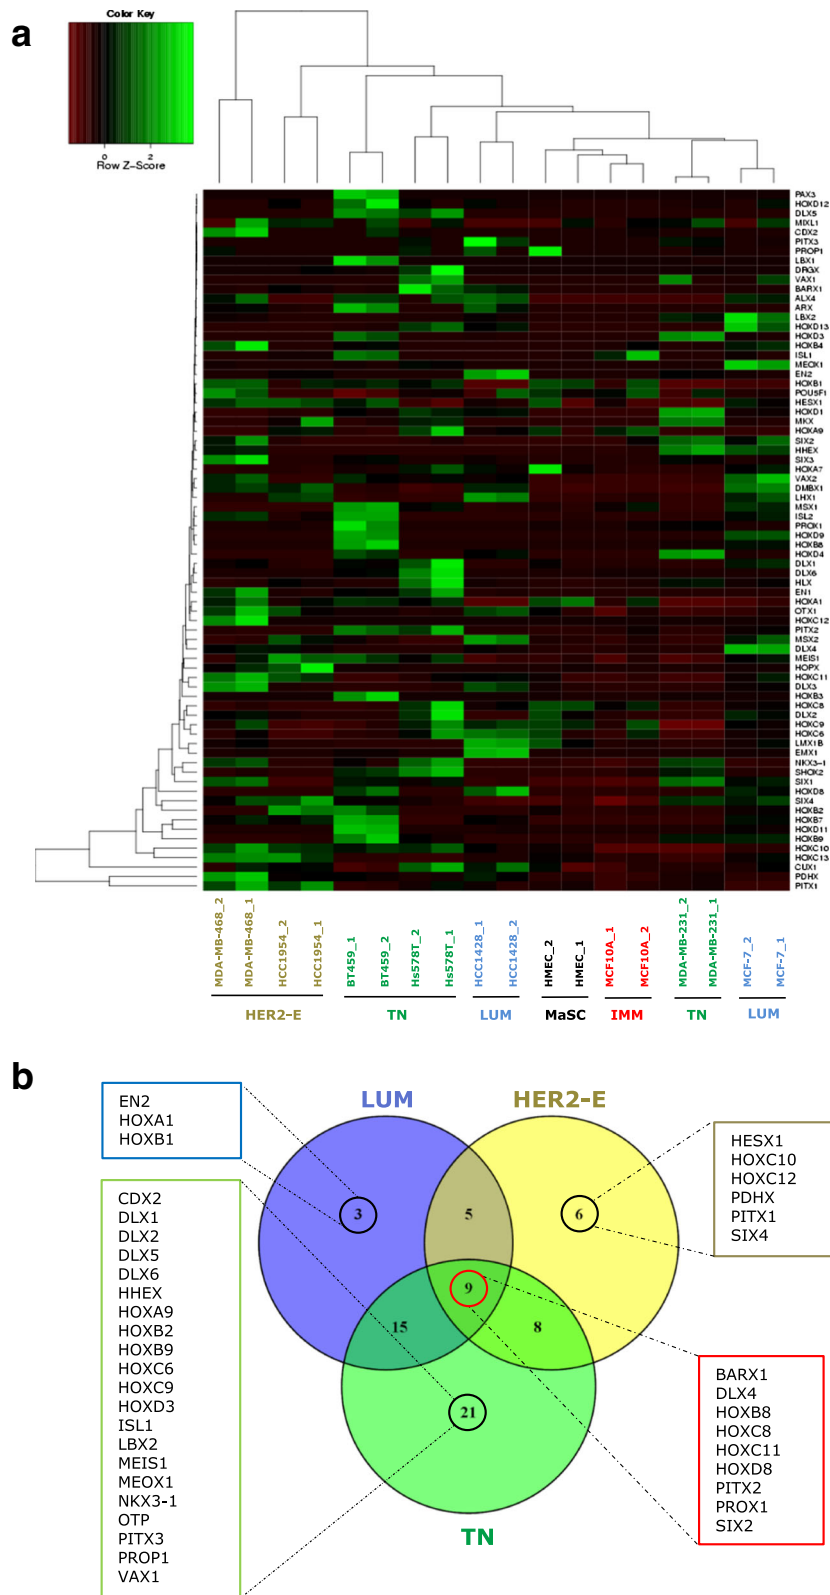 a
Color Key
0 2
Row Z-Score
PAX3
HOXD12
DLX5
MIXL1
CDX2
PITX3
PROP1
LBX1
DRGX
VAX1
BARX1
ALX4
ARX
LBX2
HOXD13
HOXD3
HOXB4
ISL1
MEOX1
EN2
HOXB1
POU5F1
HESX1
HOXD1
MKX
HOXA9
SIX2
HHEX
SIX3
HOXA7
VAX2
DMBX1
LHX1
MSX1
ISL2
PROX1
HOXD9
HOXB8
HOXD4
DLX1
DLX6
HLX
EN1
HOXA1
OTX1
HOXC12
PITX2
MSX2
DLX4
MEIS1
HOPX
HOXC11
DLX3
HOXB3
HOXC8
DLX2
HOXC9
HOXC6
LMX1B
EMX1
NKX3-1
SHOX2
SIX1
HOXD8
SIX4
HOXB2
HOXB7
HOXD11
HOXB9
HOXC10
HOXC13
CUX1
PDHX
PITX1
MDA-MB-468_2
MDA-MB-468_1
HCC1954_2
HCC1954_1
BT459_1
BT459_2
Hs578T_2
Hs578T_1
HCC1428_1
HCC1428_2
HMEC_2
HMEC_1
MCF10A_1
MCF10A_2
MDA-MB-231_2
MDA-MB-231_1
MCF-7_2
MCF-7_1
HER2-E TN LUM MaSC IMM TN LUM
b
LUM HER2-E
EN2
HOXA1
HOXB1
HESX1
HOXC10
HOXC12
PDHX
PITX1
SIX4
CDX2
DLX1
DLX2
DLX5
DLX6
HHEX
HOXA9
HOXB2
HOXB9
HOXC6
HOXC9
HOXD3
ISL1
LBX2
MEIS1
MEOX1
NKX3-1
OTP
PITX3
PROP1
VAX1
3 5 6
9
15 8
21
BARX1
DLX4
HOXB8
HOXC8
HOXC11
HOXD8
PITX2
PROX1
SIX2
TN